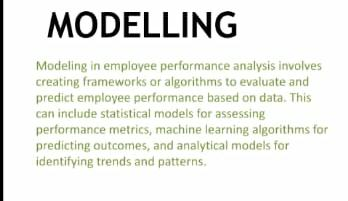 MODELLING
Modeling in employee performance analysis involves
creating frameworks or algorithms to evaluate and
predict employee performance based on data. This
can include statistical models for assessing
performance metrics, machine learning algorithms for
predicting outcomes, and analytical models for
identifying trends and patterns.